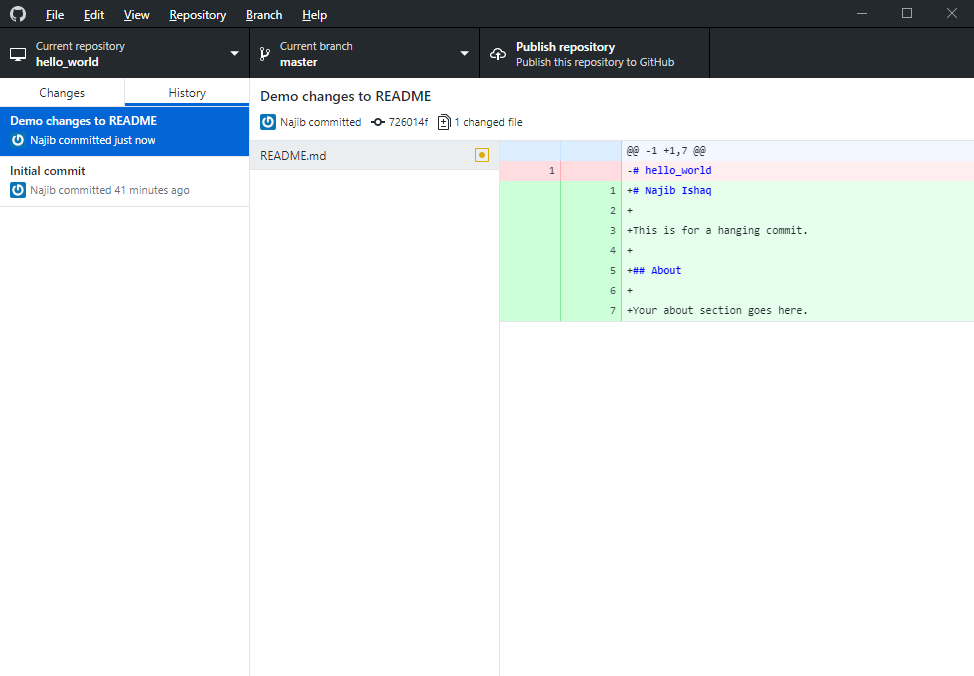 File Edit View Repository Branch Help
Current repository
hello_world
Current branch
master
Publish repository
Publish this repository to GitHub
Changes History
Demo changes to README
Najib committed just now
Initial commit
Najib committed 41 minutes ago
Demo changes to README
Najib committed 726014f 1 changed file
README.md
@@ -1 +1,7 @@
1 -# hello_world
1 +# Najib Ishaq
2 +
3 +This is for a hanging commit.
4 +
5 +## About
6 +
7 +Your about section goes here.